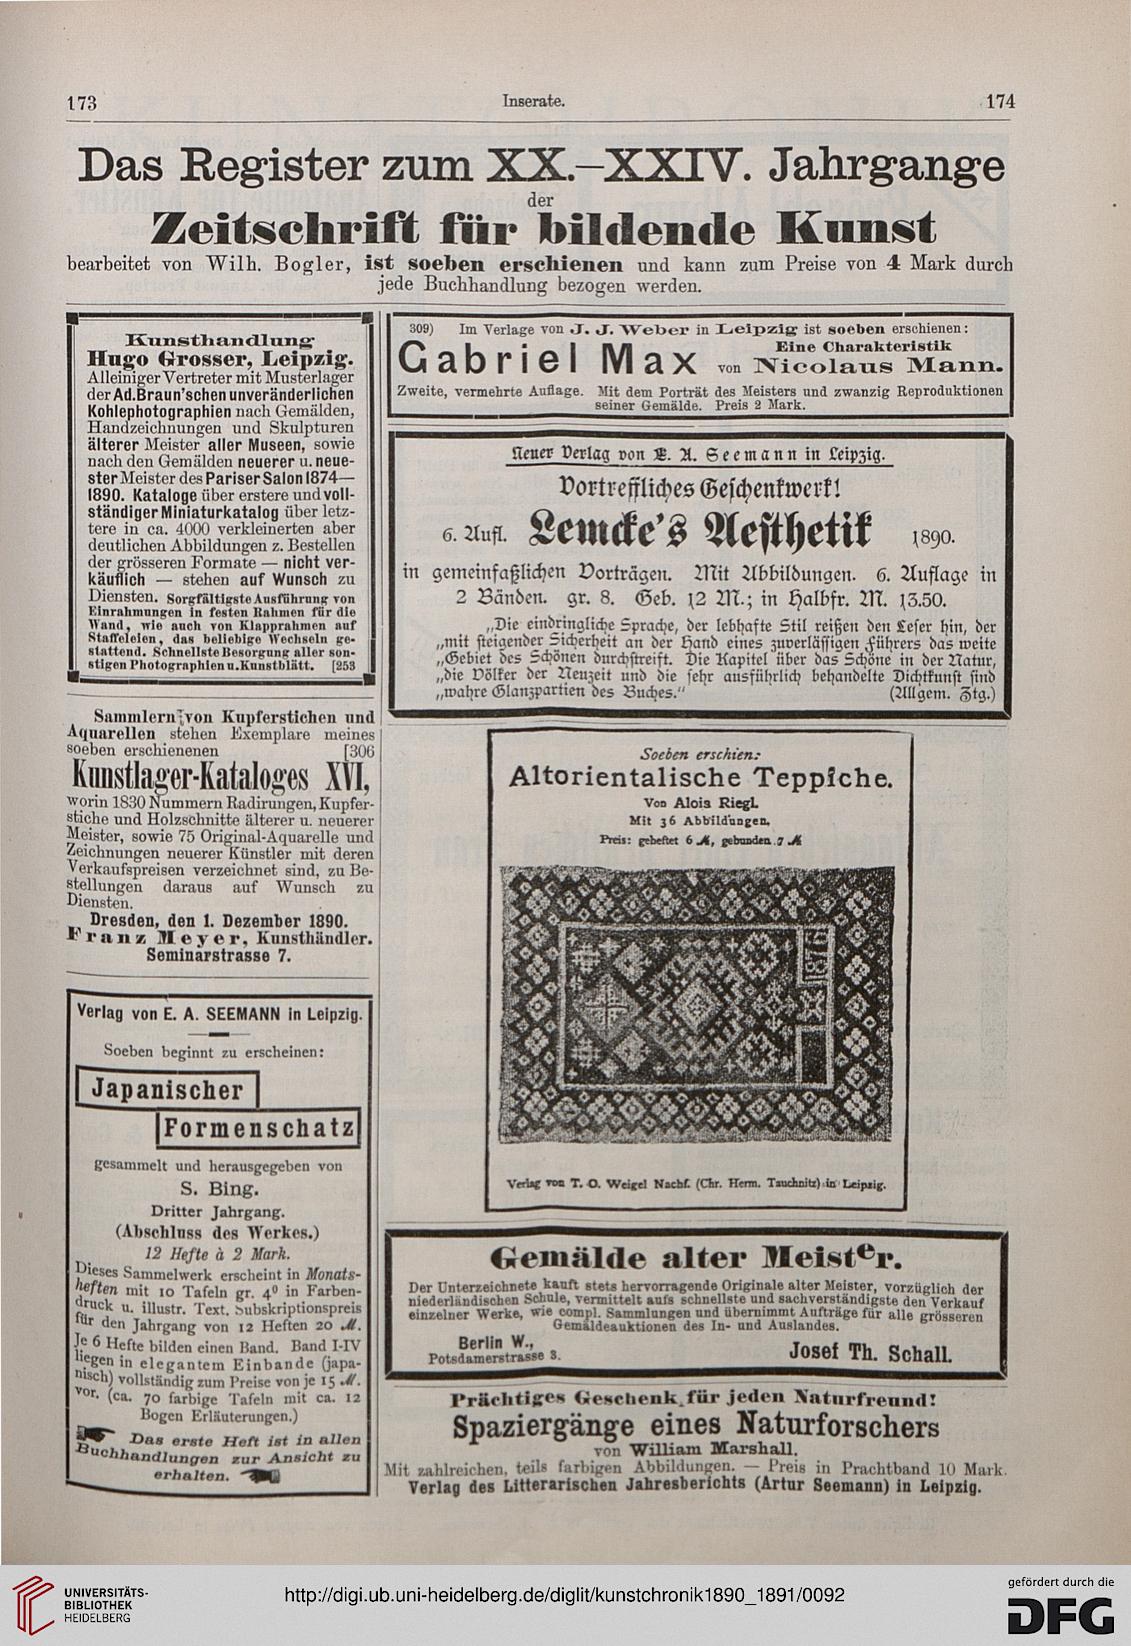 173
Inserate.
174
Das Register zum XX.–XXIV. Jahrgange
der
Zeitschrift für bildende Kunst
bearbeitet von Wilh. Bogler, ist soeben erschienen und kann zum Preise von 4 Mark durch
jede Buchhandlung bezogen werden.
Kunsthandlung
Hugo Grosser, Leipzig.
Alleiniger Vertreter mit Musterlager
der Ad. Braun'schen unveränderlichen
Kohlephotographien nach Gemälden,
Handzeichnungen und Skulpturen
älterer Meister aller Museen, sowie
nach den Gemälden neuerer u. neue-
ster Meister des Pariser Salon 1874—
1890. Kataloge über erstere und voll-
ständiger Miniaturkatalog über letz-
tere in ca. 4000 verkleinerten aber
deutlichen Abbildungen z. Bestellen
der grösseren Formate — nicht ver-
käuflich — stehen auf Wunsch zu
Diensten. Sorgfältigste Ausführung von
Einrahmungen in festen Rahmen für die
Wand, wie auch von Klapprahmen auf
Staffeleien, das beliebige Wechseln ge-
stattend. Schnellste Besorgung aller son-
stigen Photographien u. Kunstblätt. [253
Sammlern von Kupferstichen und
Aquarellen stehen Exemplare meines
soeben erschienenen [306
Kunstlager-Kataloges XVI,
worin 1830 Nummern Radirungen, Kupfer-
stiche und Holzschnitte älterer u. neuerer
Meister, sowie 75 Original-Aquarelle und
Zeichnungen neuerer Künstler mit deren
Verkaufspreisen verzeichnet sind, zu Be-
stellungen daraus auf Wunsch zu
Diensten.
Dresden, den 1. Dezember 1890.
Franz Meyer, Kunsthändler.
Seminarstrasse 7.
Verlag von E. A. SEEMANN in Leipzig.
Soeben beginnt zu erscheinen:
Japanischer
Formenschatz
gesammelt und herausgegeben von
S. Bing.
Dritter Jahrgang.
(Abschluss des Werkes.)
12 Hefte à 2 Mark.
Dieses Sammelwerk erscheint in Monats-
heften mit 10 Tafeln gr. 4° in Farben-
druck u. illustr. Text. Subskriptionspreis
für den Jahrgang von 12 Heften 20 ℳ.
Je 6 Hefte bilden einen Band. Band I-IV
liegen in elegantem Einbande (japa-
nisch) vollständig zum Preise von je 15 ℳ.
vor. (ca. 70 farbige Tafeln mit ca. 12
Bogen Erläuterungen.)
Das erste Heft ist in allen
Buchhandlungen zur Ansicht zu
erhalten.
309) Im Verlage von J. J. Weber in Leipzig ist soeben erschienen:
Gabriel Max Eine Charakteristik
von Nicolaus Mann.
Zweite, vermehrte Auflage. Mit dem Porträt des Meisters und zwanzig Reproduktionen
seiner Gemälde. Preis 2 Mark.
Neuer Verlag von E. A. Seemann in Leipzig.
Vortreffliches Geschenkwerk!
6. Aufl. Lemcke's Aesthetik 1890.
in gemeinfaßlichen Vorträgen. Mit Abbildungen. 6. Auflage in
2 Bänden. gr. 8. Geb. 12 M.; in Halbfr. M. 13.50.
„Die eindringliche Sprache, der lebhafte Stil reißen den Leser hin, der
„mit steigender Sicherheit an der Hand eines zuverlässigen Führers das weite
„Gebiet des Schönen durchstreift. Die Kapitel über das Schöne in der Natur,
„die Völker der Neuzeit und die sehr ausführlich behandelte Dichtkunst sind
„wahre Glanzpartien des Buches." (Allgem. Ztg.)
Soeben erschien:
Altorientalische Teppiche.
Von Alois Riegl.
Mit 36 Abbildungen.
Preis: geheftet 6 ℳ, gebunden 7 ℳ
1876
Verlag von T. O. Weigel Nachf. (Chr. Herm. Tauchnitz) in Leipzig.
Gemälde alter Meister.
Der Unterzeichnete kauft stets hervorragende Originale alter Meister, vorzüglich der
niederländischen Schule, vermittelt aufs schnellste und sachverständigste den Verkauf
einzelner Werke, wie compl. Sammlungen und übernimmt Aufträge für alle grösseren
Gemäldeauktionen des In- und Auslandes.
Berlin W.,
Potsdamerstrasse 3.
Josef Th. Schall.
Prächtiges Geschenk für jeden Naturfreund!
Spaziergänge eines Naturforschers
von William Marshall.
Mit zahlreichen, teils farbigen Abbildungen. — Preis in Prachtband 10 Mark.
Verlag des Litterarischen Jahresberichts (Artur Seemann) in Leipzig.
UNIVERSITÄTS-
BIBLIOTHEK
HEIDELBERG
http://digi.ub.uni-heidelberg.de/diglit/kunstchronik1890_1891/0092
gefördert durch die
DFG